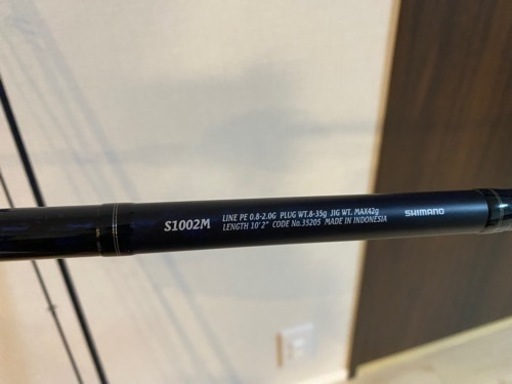 S1002M
LINE PE 0.8-2.0G PLUG WT.8-35g JIG WT. MAX42g
LENGTH 10'2" CODE No.35205 MADE IN INDONESIA
SHIMANO